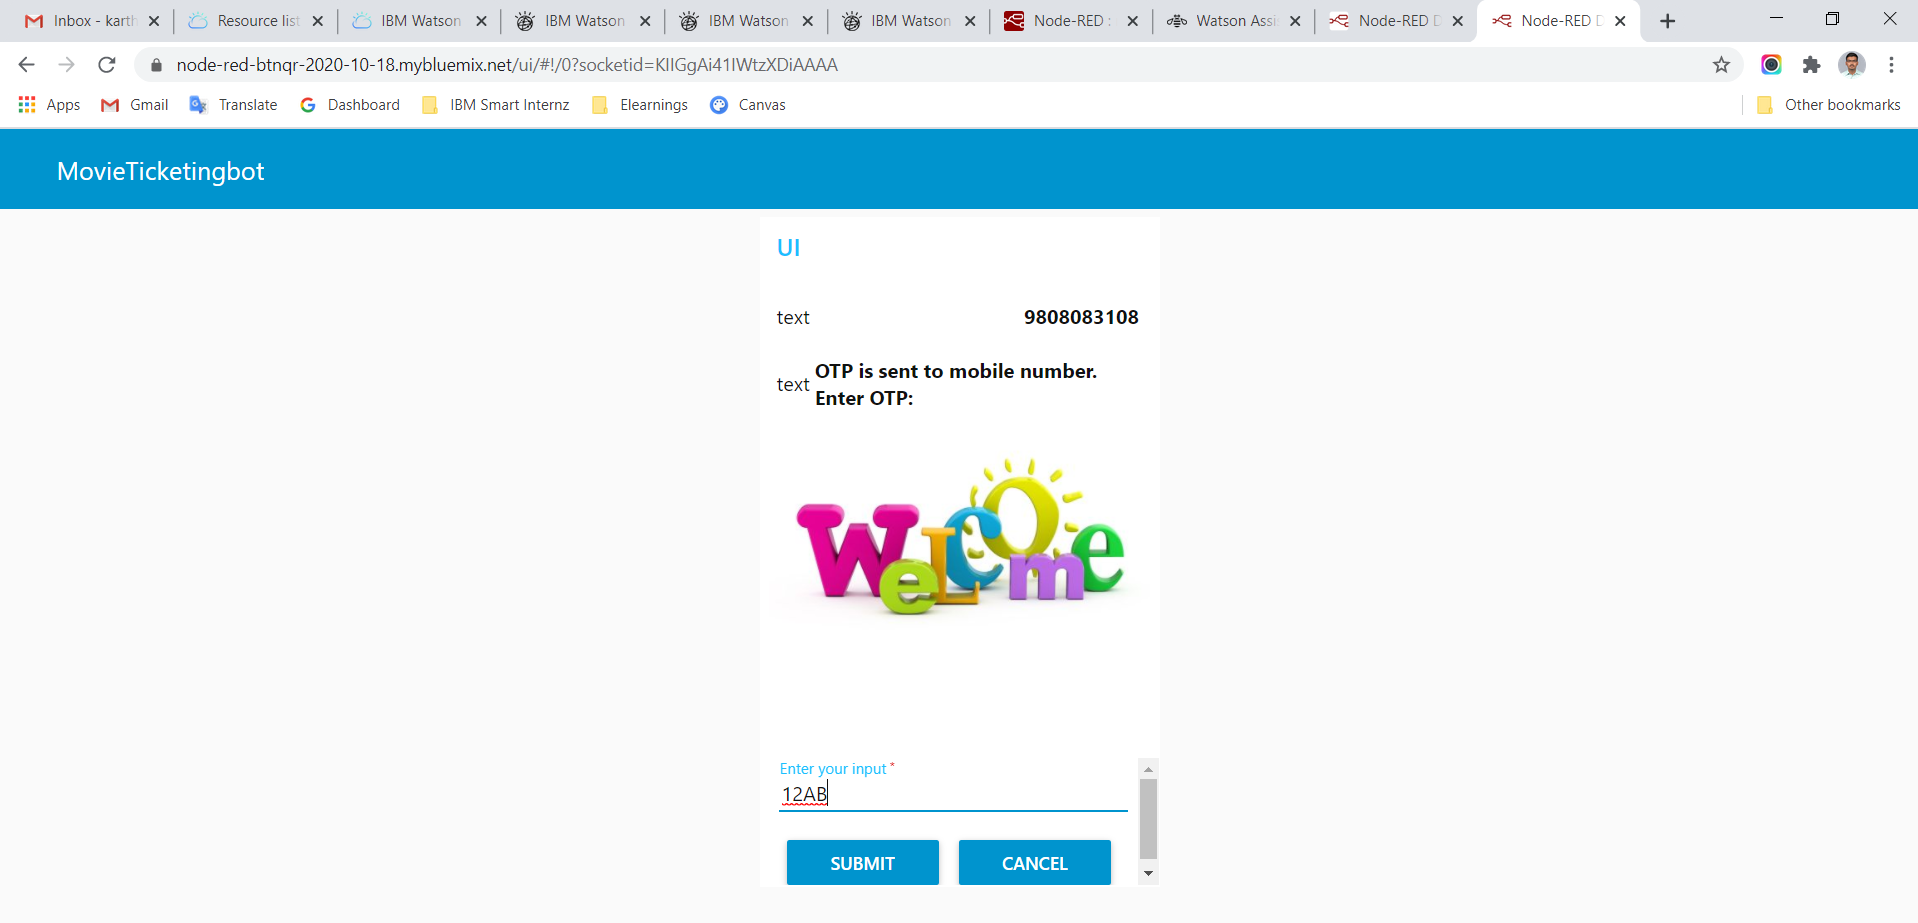 Inbox - karth
Resource list
IBM Watson
IBM Watson
IBM Watson
IBM Watson
Node-RED :
Watson Assi
Node-RED D
Node-RED D
node-red-btnqr-2020-10-18.mybluemix.net/ui/#!/0?socketid=KIIGgAi41IWtzXDiAAAA
Apps
Gmail
Translate
Dashboard
IBM Smart Internz
Elearnings
Canvas
Other bookmarks
MovieTicketingbot
UI
text 9808083108
text OTP is sent to mobile number.
Enter OTP:
Welcome
Enter your input *
12AB
SUBMIT CANCEL